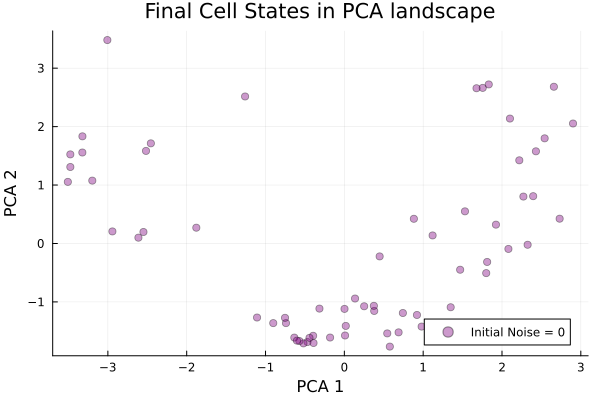 Final Cell States in PCA landscape
PCA 2
3
2
1
0
−1
Initial Noise = 0
−3 −2 −1 0 1 2 3
PCA 1